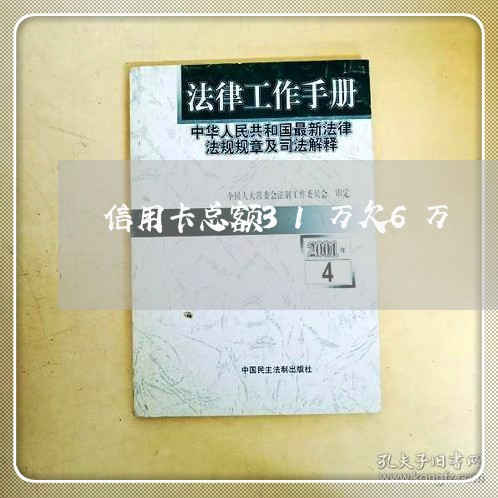 法律工作手册
中华人民共和国最新法律
法规规章及司法解释
全国人大常委会法制工作委员会 审定
信用卡总额31万欠6万
2001年
4
中国民主法制出版社
孔夫子旧书网